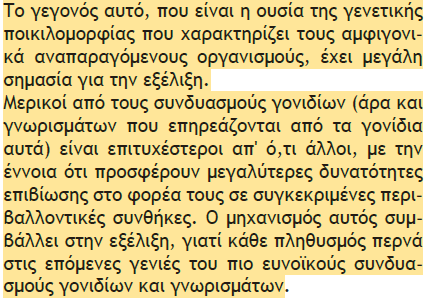 Το γεγονός αυτό, που είναι η ουσία της γενετικής
ποικιλομορφίας που χαρακτηρίζει τους αμφιγονι-
κά αναπαραγόμενους οργανισμούς, έχει μεγάλη
σημασία για την εξέλιξη.
Μερικοί από τους συνδυασμούς γονιδίων (άρα και
γνωρισμάτων που επηρεάζονται από τα γονίδια
αυτά) είναι επιτυχέστεροι απ' ό,τι άλλοι, με την
έννοια ότι προσφέρουν μεγαλύτερες δυνατότητες
επιβίωσης στο φορέα τους σε συγκεκριμένες περι-
βαλλοντικές συνθήκες. Ο μηχανισμός αυτός συμ-
βάλλει στην εξέλιξη, γιατί κάθε πληθυσμός περνά
στις επόμενες γενιές του πιο ευνοϊκούς συνδυα-
σμούς γονιδίων και γνωρισμάτων.